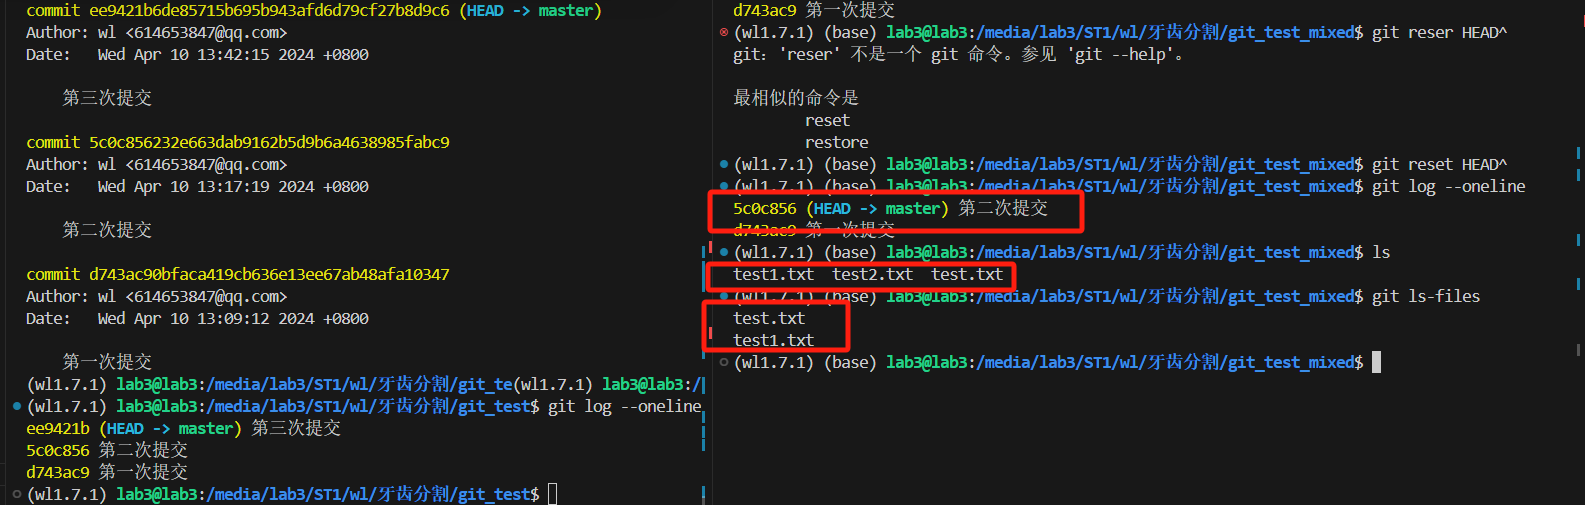 commit ee9421b6de85715b695b943afd6d79cf27b8d9c6 (HEAD -> master)
Author: wl <614653847@qq.com>
Date:   Wed Apr 10 13:42:15 2024 +0800
第三次提交
commit 5c0c856232e663dab9162b5d9b6a4638985fabc9
Author: wl <614653847@qq.com>
Date:   Wed Apr 10 13:17:19 2024 +0800
第二次提交
commit d743ac90bfaca419cb636e13ee67ab48afa10347
Author: wl <614653847@qq.com>
Date:   Wed Apr 10 13:09:12 2024 +0800
第一次提交
(wl1.7.1) lab3@lab3:/media/lab3/ST1/wl/牙齿分割/git_te(wl1.7.1) lab3@lab3:/
(wl1.7.1) lab3@lab3:/media/lab3/ST1/wl/牙齿分割/git_test$ git log --oneline
ee9421b (HEAD -> master) 第三次提交
5c0c856 第二次提交
d743ac9 第一次提交
(wl1.7.1) lab3@lab3:/media/lab3/ST1/wl/牙齿分割/git_test$
d743ac9 第一次提交
(wl1.7.1) (base) lab3@lab3:/media/lab3/ST1/wl/牙齿分割/git_test_mixed$ git reser HEAD^
git：'reser' 不是一个 git 命令。参见 'git --help'。
最相似的命令是
reset
restore
(wl1.7.1) (base) lab3@lab3:/media/lab3/ST1/wl/牙齿分割/git_test_mixed$ git reset HEAD^
(wl1.7.1) (base) lab3@lab3:/media/lab3/ST1/wl/牙齿分割/git_test_mixed$ git log --oneline
5c0c856 (HEAD -> master) 第二次提交
d743ac9 第一次提交
(wl1.7.1) (base) lab3@lab3:/media/lab3/ST1/wl/牙齿分割/git_test_mixed$ ls
test1.txt  test2.txt  test.txt
(wl1.7.1) (base) lab3@lab3:/media/lab3/ST1/wl/牙齿分割/git_test_mixed$ git ls-files
test.txt
test1.txt
(wl1.7.1) (base) lab3@lab3:/media/lab3/ST1/wl/牙齿分割/git_test_mixed$